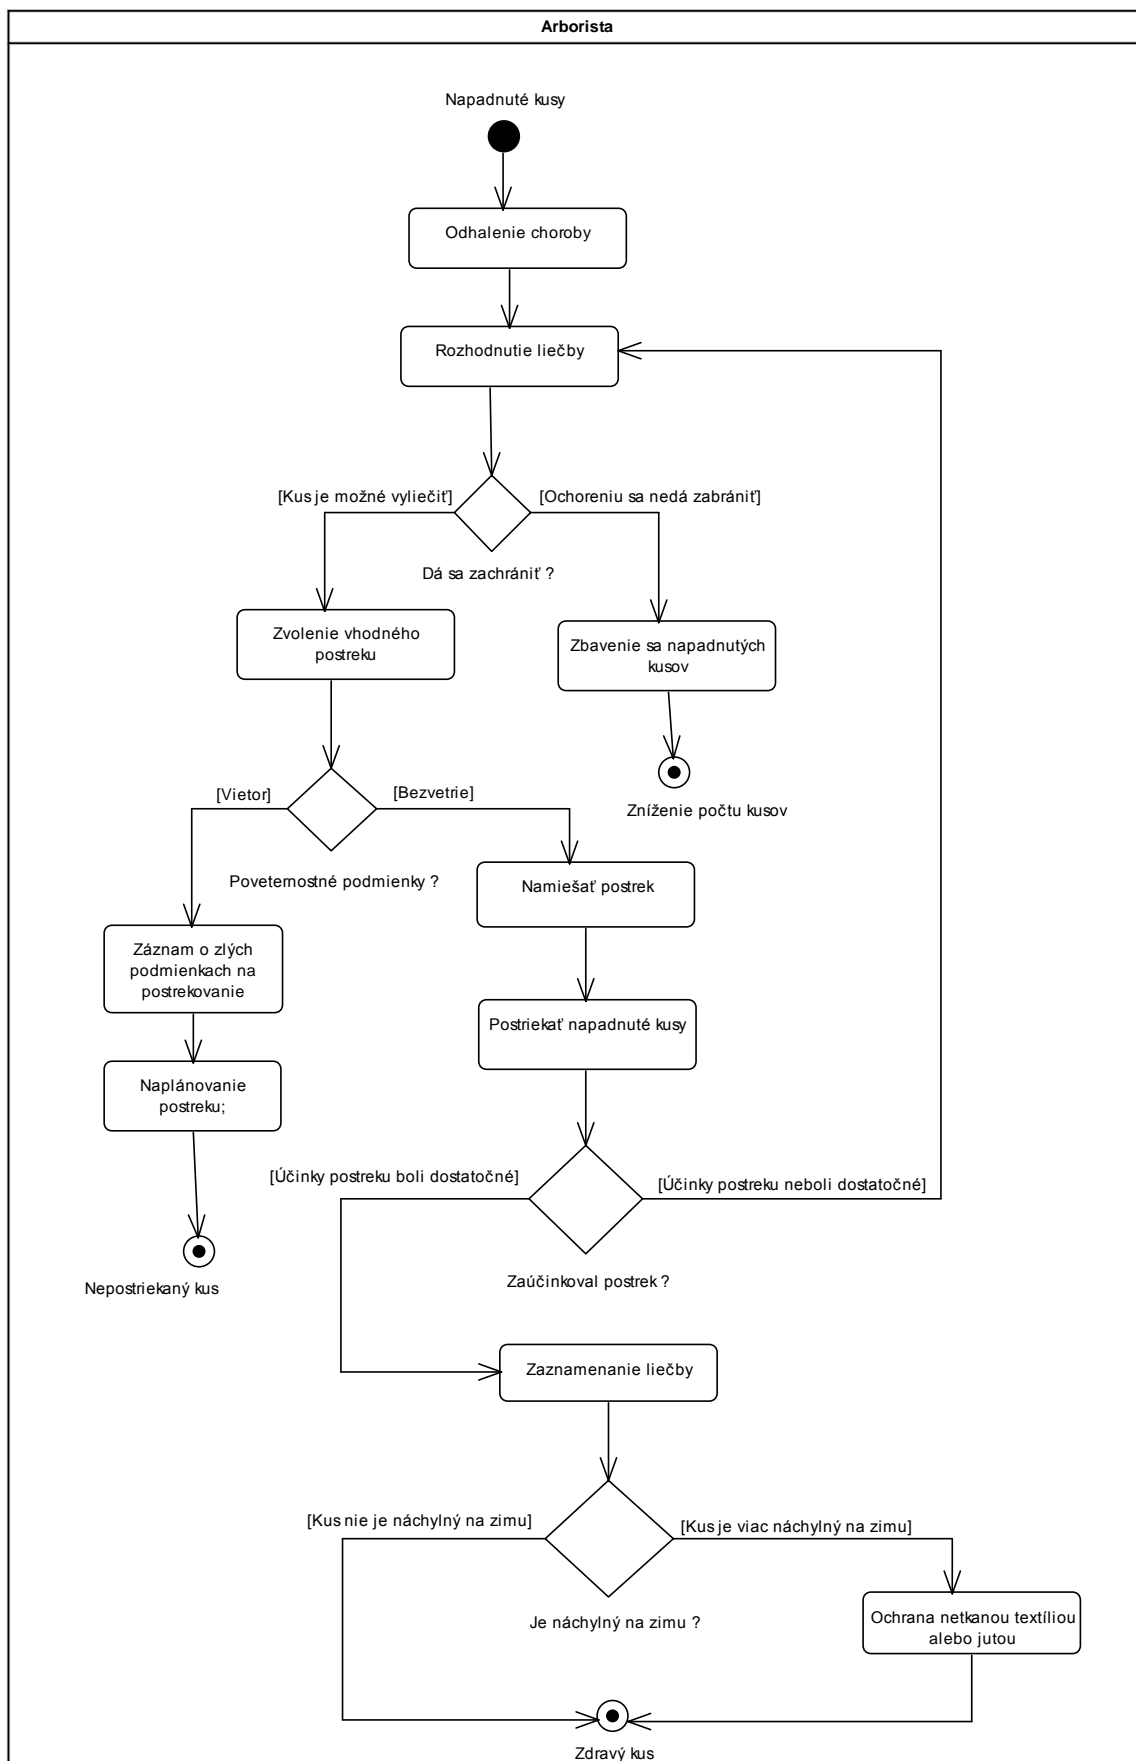 Arborista
Napadnuté kusy
Odhalenie choroby
Rozhodnutie liečby
[Kus je možné vyliečiť]
[Ochoreniu sa nedá zabrániť]
Dá sa zachrániť ?
Zvolenie vhodného
postreku
Zbavenie sa napadnutých
kusov
[Vietor]
[Bezvetrie]
Zníženie počtu kusov
Poveternostné podmienky ?
Namiešať postrek
Záznam o zlých
podmienkach na
postrekovanie
Postriekať napadnuté kusy
Naplánovanie
postreku;
[Účinky postreku boli dostatočné]
[Účinky postreku neboli dostatočné]
Nepostriekaný kus
Zaúčinkoval postrek ?
Zaznamenanie liečby
[Kus nie je náchylný na zimu]
[Kus je viac náchylný na zimu]
Je náchylný na zimu ?
Ochrana netkanou textíliou
alebo jutou
Zdravý kus